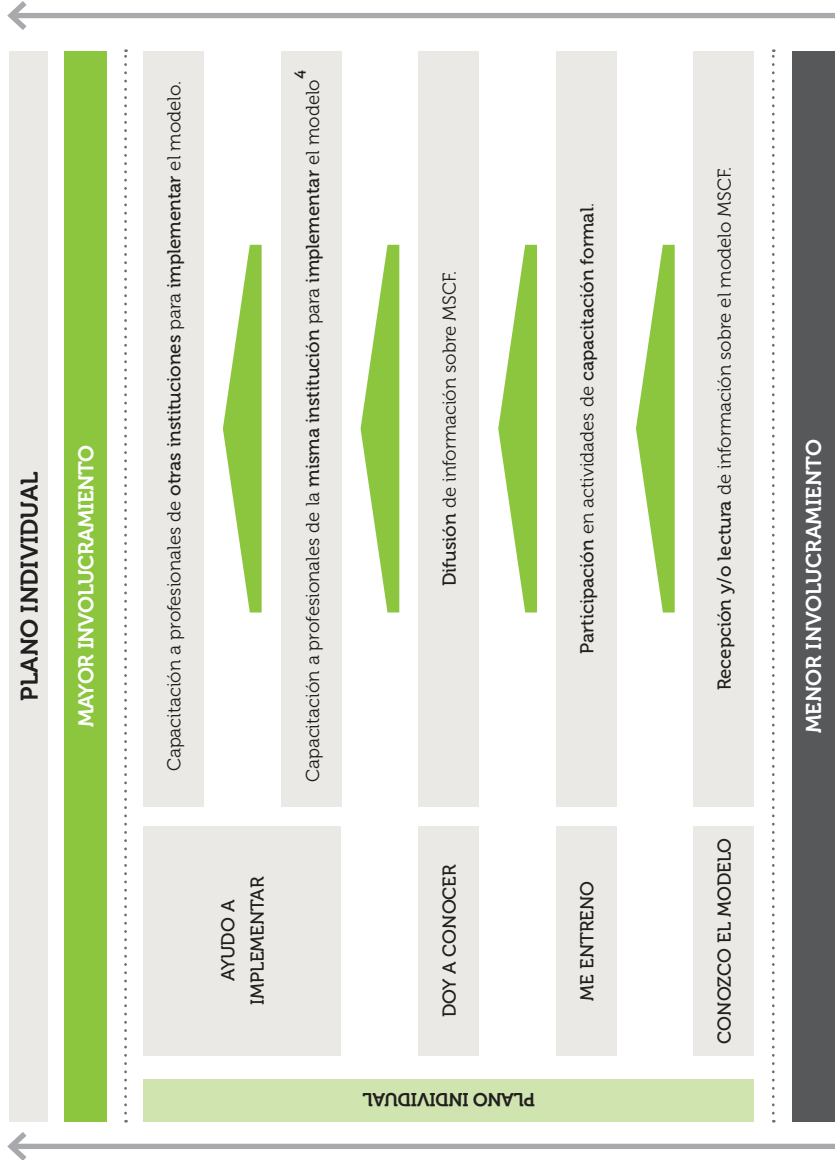 PLANO INDIVIDUAL
MAYOR INVOLUCRAMIENTO
PLANO INDIVIDUAL
AYUDO A
IMPLEMENTAR
Capacitación a profesionales de otras instituciones para implementar el modelo.
Capacitación a profesionales de la misma institución para implementar el modelo 4
DOY A CONOCER
Difusión de información sobre MSCF.
ME ENTRENO
Participación en actividades de capacitación formal.
CONOZCO EL MODELO
Recepción y/o lectura de información sobre el modelo MSCF.
MENOR INVOLUCRAMIENTO